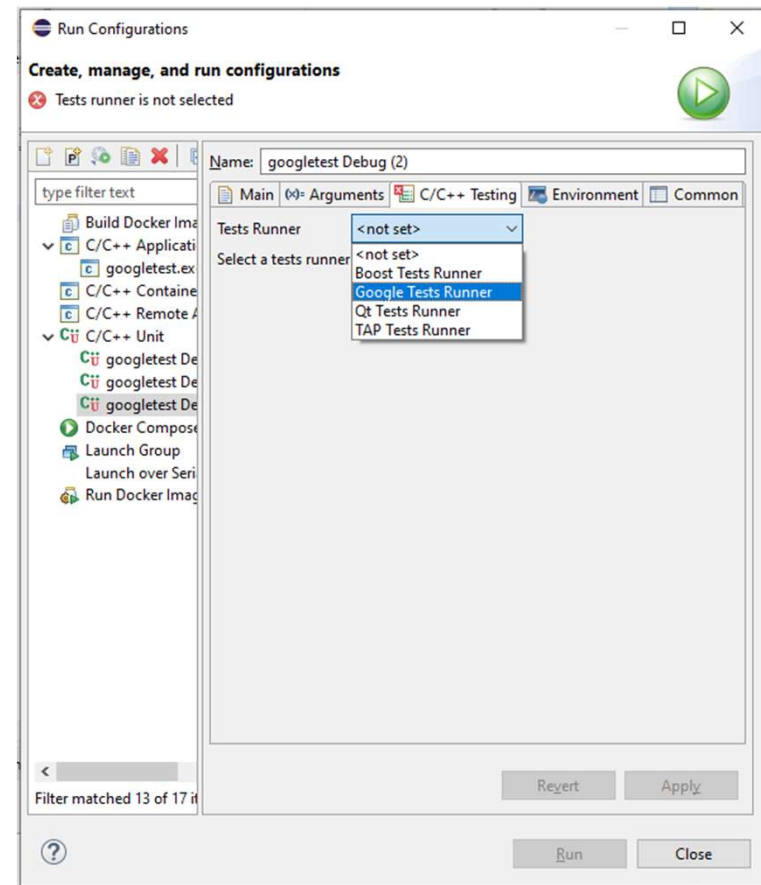 Run Configurations
Create, manage, and run configurations
Tests runner is not selected
type filter text
Build Docker Ima
C/C++ Applicati
googletest.ex
C/C++ Containe
C/C++ Remote A
C/C++ Unit
googletest De
googletest De
googletest De
Docker Compose
Launch Group
Launch over Seri
Run Docker Imag
Filter matched 13 of 17 it
Name: googletest Debug (2)
Main (x)= Arguments C/C++ Testing Environment Common
Tests Runner <not set>
Select a tests runner
<not set>
Boost Tests Runner
Google Tests Runner
Qt Tests Runner
TAP Tests Runner
Revert Apply
Run Close